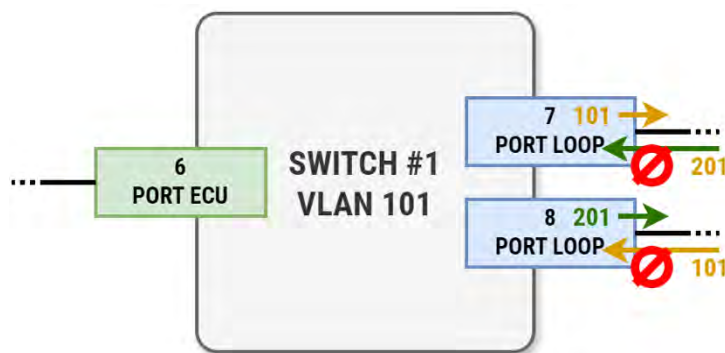 7 101
PORT LOOP
201
6
PORT ECU
SWITCH #1
VLAN 101
8 201
PORT LOOP
101